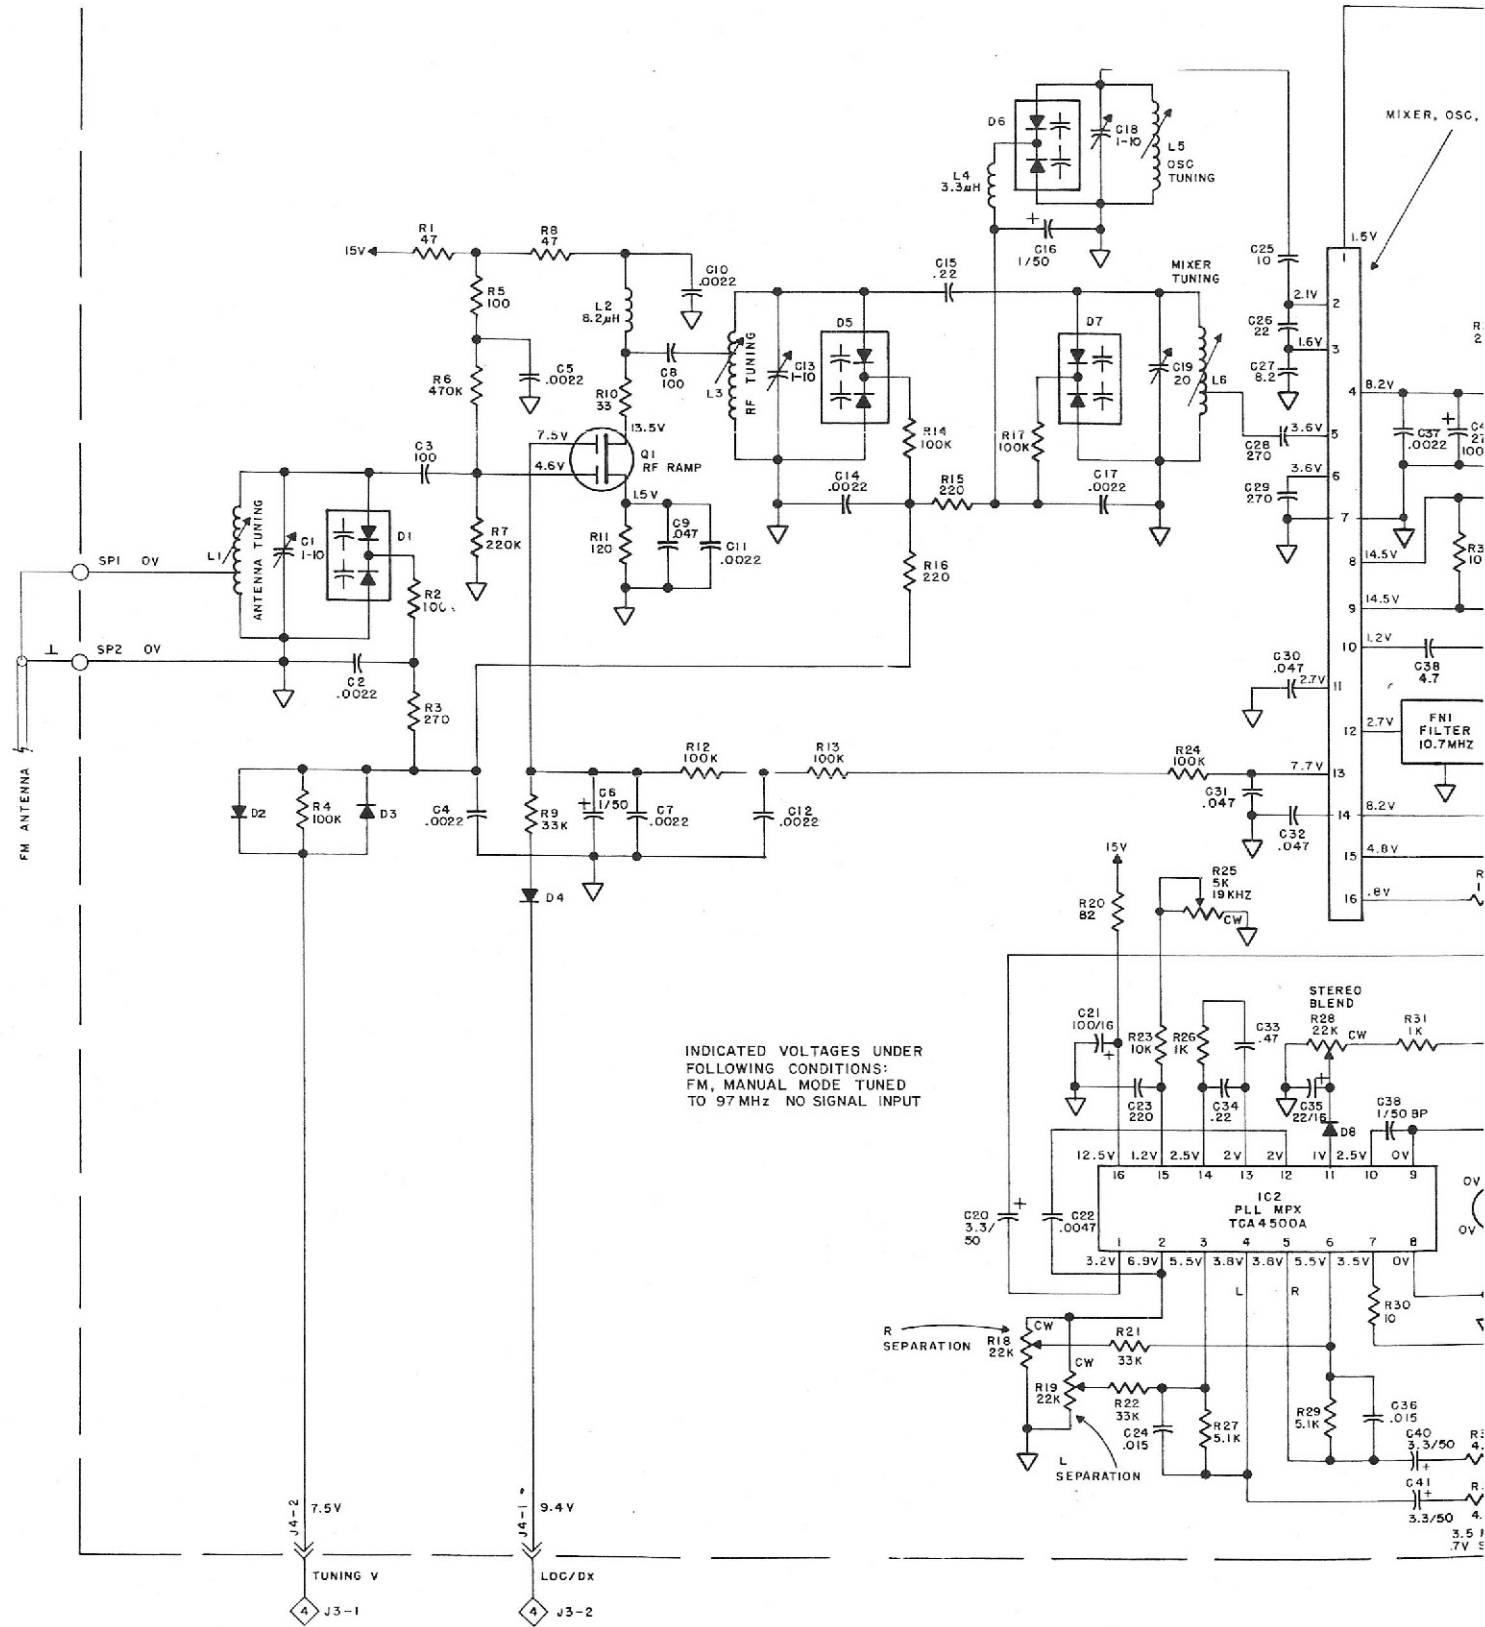 MIXER, OSC,
D6
C18
1-10
L5
OSC
TUNING
L4
3.3µH
+
C16
1/50
15V
R1
47
R8
47
R5
100
L2
8.2µH
C10
.0022
C15
.22
MIXER
TUNING
C25
10
1.5V
1
2.1V
2
C26
22
1.6V
3
C27
8.2
R6
470K
C5
.0022
R10
33
C8
100
L3
RF TUNING
C13
1-10
D5
D7
C19
20
L6
4
8.2V
3.6V
5
C28
270
3.6V
6
C29
270
7
C37
.0022
+
13.5V
7.5V
4.6V
Q1
RF RAMP
R14
100K
R17
100K
C3
100
C14
.0022
R15
220
C17
.0022
1.5V
R7
220K
R11
120
C9
.047
C11
.0022
R16
220
8
14.5V
9
14.5V
10
1.2V
C38
4.7
L1
ANTENNA TUNING
C1
1-10
D1
R2
SP1 0V
SP2 0V
C2
.0022
R3
270
FM ANTENNA
C30
.047
2.7V
11
12
2.7V
FN1
FILTER
10.7MHZ
R12
100K
R13
100K
R24
100K
7.7V
13
C31
.047
C32
.047
14
8.2V
15
4.8V
16
.8V
D2
R4
100K
D3
C4
.0022
R9
33K
+
C6
1/50
C7
.0022
C12
.0022
D4
15V
R20
82
R25
5K
19KHZ
CW
STEREO
BLEND
R28
22K
CW
R31
1K
C21
100/16
+
R23
10K
R26
1K
C33
.47
C23
220
C34
.22
C35
22/16
+
D8
C38
1/50 BP
INDICATED VOLTAGES UNDER
FOLLOWING CONDITIONS:
FM, MANUAL MODE TUNED
TO 97 MHz NO SIGNAL INPUT
12.5V 1.2V 2.5V 2V 2V 1V 2.5V 0V
16 15 14 13 12 11 10 9
IC2
PLL MPX
TCA4500A
1 2 3 4 5 6 7 8
3.2V 6.9V 5.5V 3.8V 3.8V 5.5V 3.5V 0V
0V
0V
C20
3.3/
50
+
C22
.0047
L R
R30
10
R
SEPARATION
R18
22K
CW
R21
33K
CW
R19
22K
R22
33K
C24
.015
R27
5.1K
R29
5.1K
C36
.015
C40
3.3/50
+
C41
3.3/50
+
L
SEPARATION
J4-2
7.5V
J4-1
9.4V
TUNING V
LOC/DX
4
J3-1
4
J3-2